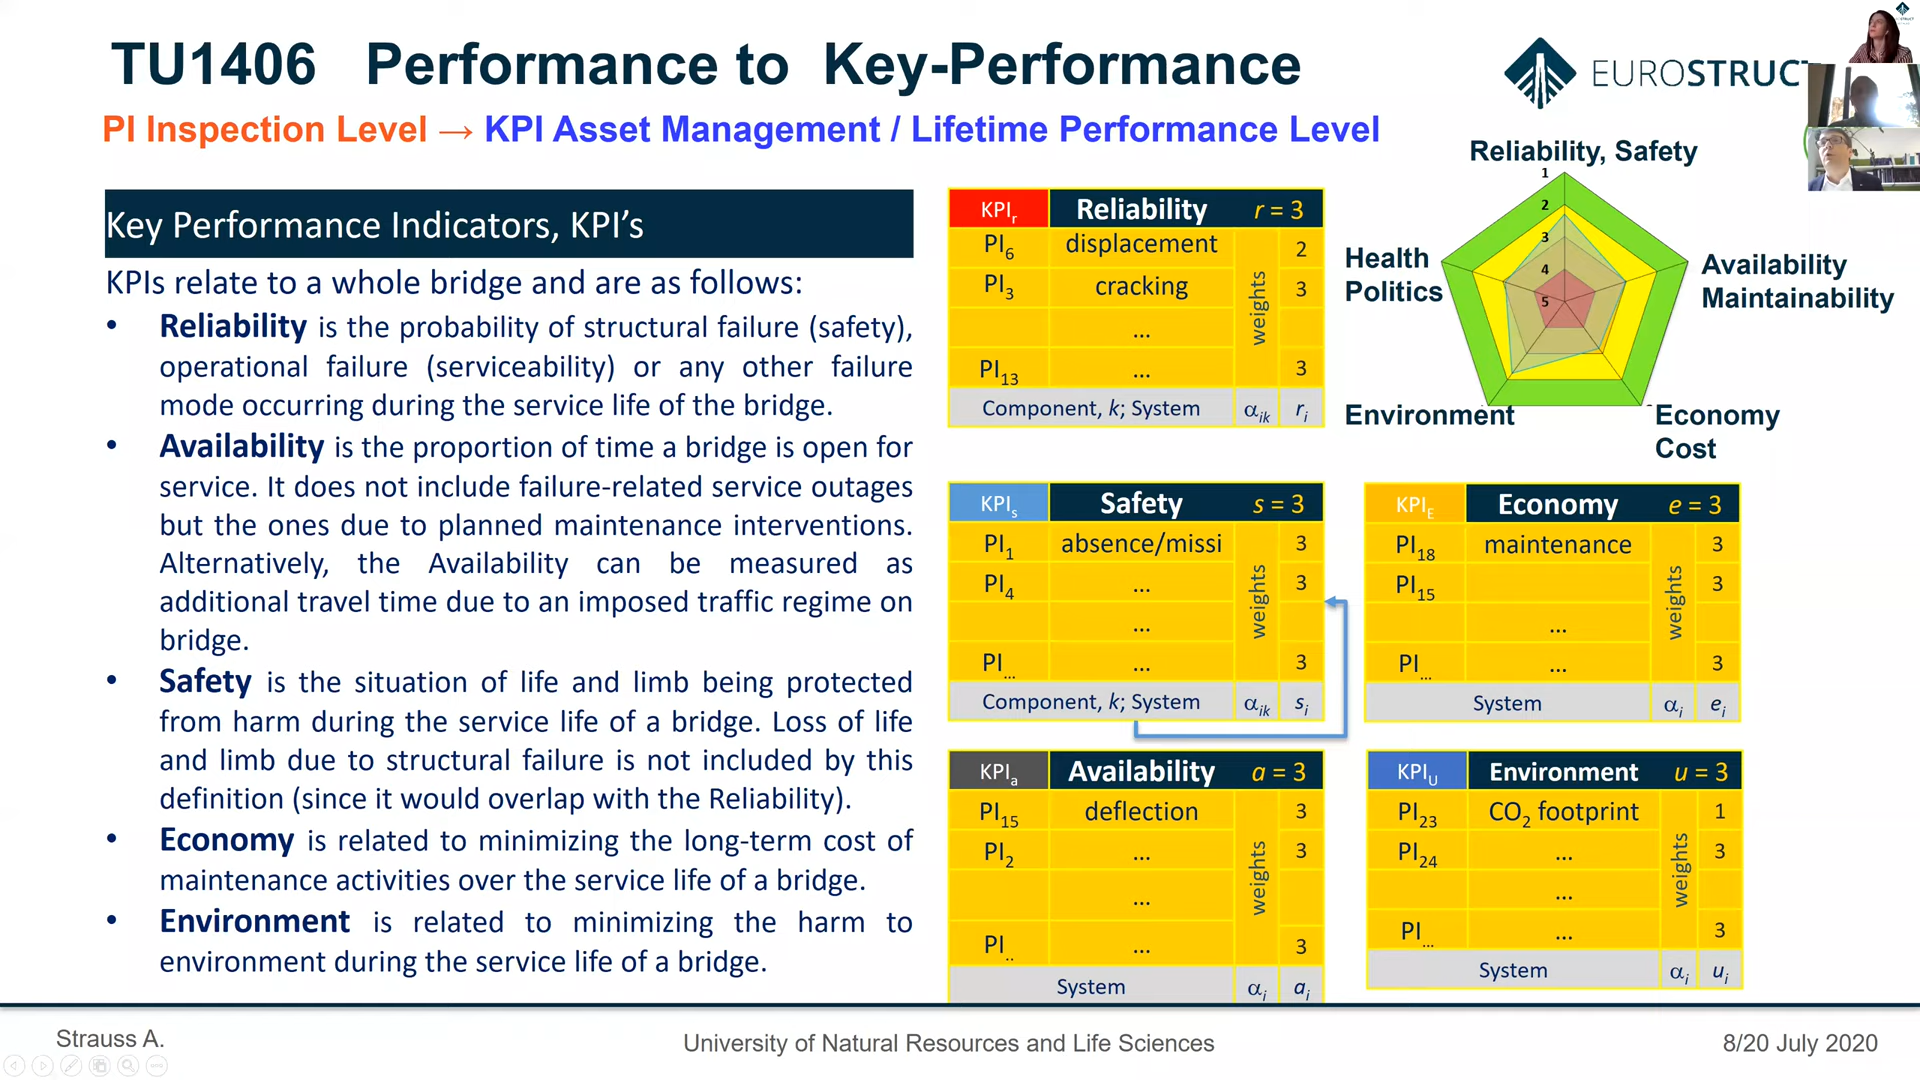 TU1406 Performance to Key-Performance
PI Inspection Level → KPI Asset Management / Lifetime Performance Level
EUROSTRUCT
Key Performance Indicators, KPI's
KPIs relate to a whole bridge and are as follows:
• Reliability is the probability of structural failure (safety),
operational failure (serviceability) or any other failure
mode occurring during the service life of the bridge.
• Availability is the proportion of time a bridge is open for
service. It does not include failure-related service outages
but the ones due to planned maintenance interventions.
Alternatively, the Availability can be measured as
additional travel time due to an imposed traffic regime on
bridge.
• Safety is the situation of life and limb being protected
from harm during the service life of a bridge. Loss of life
and limb due to structural failure is not included by this
definition (since it would overlap with the Reliability).
• Economy is related to minimizing the long-term cost of
maintenance activities over the service life of a bridge.
• Environment is related to minimizing the harm to
environment during the service life of a bridge.
KPIr Reliability r = 3
PI6 displacement 2
PI3 cracking 3
...
PI13 ... 3
weights
Component, k; System αik ri
Reliability, Safety
1
2
3
4
5
Health
Politics
Availability
Maintainability
Environment
Economy
Cost
KPIs Safety s = 3
PI1 absence/missi 3
PI4 ... 3
...
PI... ... 3
weights
Component, k; System αik si
KPIE Economy e = 3
PI18 maintenance 3
PI15 3
...
PI... ... 3
weights
System αi ei
KPIa Availability a = 3
PI15 deflection 3
PI2 ... 3
...
PI.. ... 3
weights
System αi ai
KPIU Environment u = 3
PI23 CO2 footprint 1
PI24 ... 3
...
PI... ... 3
weights
System αi ui
Strauss A.
University of Natural Resources and Life Sciences
8/20 July 2020